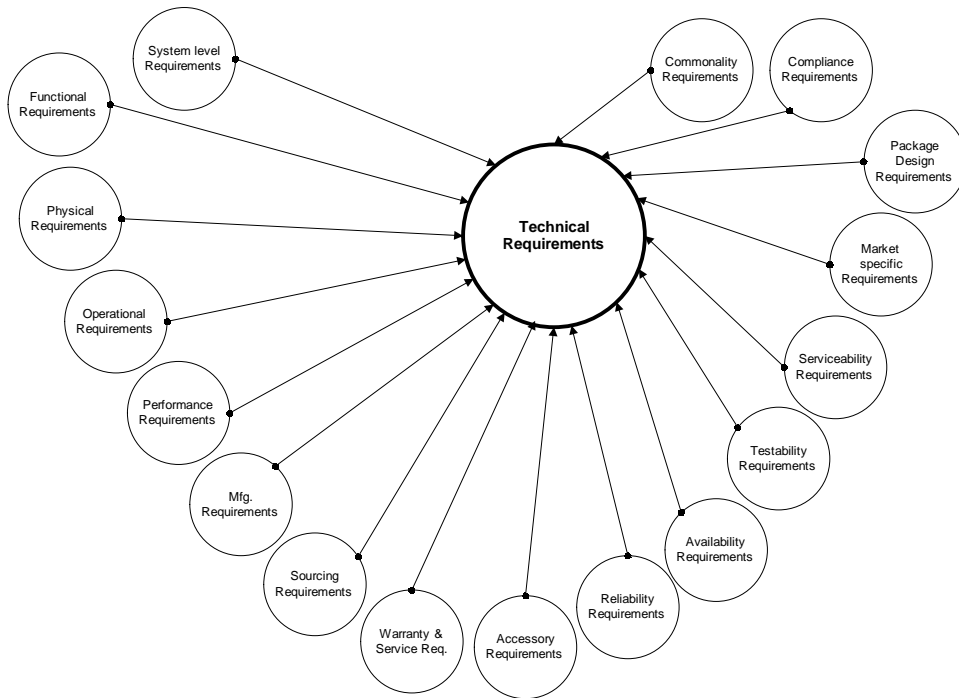 System level
Requirements
Commonality
Requirements
Compliance
Requirements
Functional
Requirements
Package
Design
Requirements
Physical
Requirements
Technical
Requirements
Market
specific
Requirements
Operational
Requirements
Serviceability
Requirements
Performance
Requirements
Testability
Requirements
Mfg.
Requirements
Availability
Requirements
Sourcing
Requirements
Reliability
Requirements
Warranty &
Service Req.
Accessory
Requirements